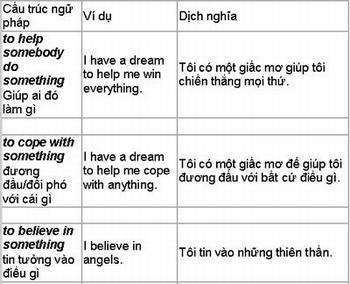 Cấu trúc ngữ pháp
Ví dụ
Dịch nghĩa
to help
somebody
do
something
Giúp ai đó
làm gì
I have a dream
to help me win
everything.
Tôi có một giấc mơ giúp tôi
chiến thắng mọi thứ.
to cope with
something
đương
đầu/đối phó
với cái gì
I have a dream
to help me cope
with anything.
Tôi có một giấc mơ để giúp tôi
đương đầu với bất cứ điều gì.
to believe in
something
tin tưởng vào
điều gì
I believe in
angels.
Tôi tin vào những thiên thần.